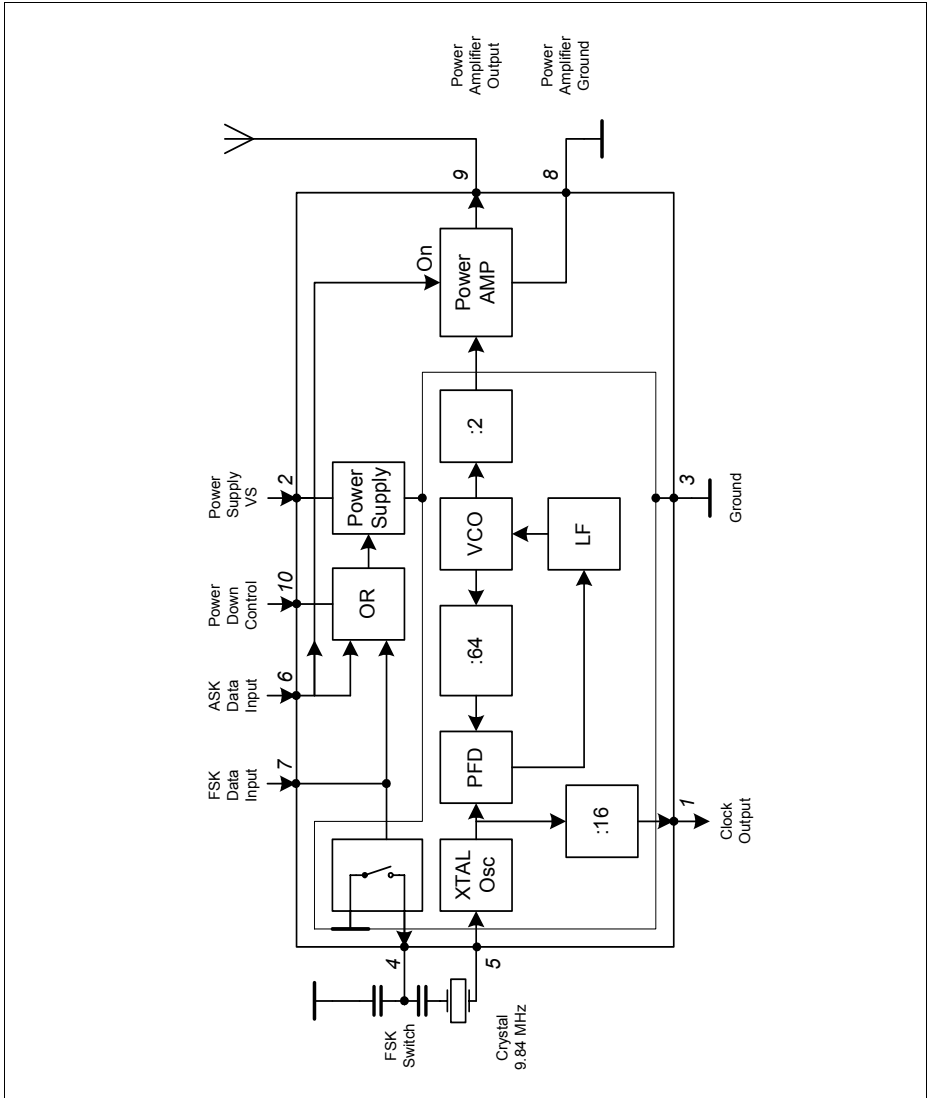 Power
Amplifier
Output
Power
Amplifier
Ground
9
8
On
Power
AMP
Power
Supply
VS
2
Power
Down
Control
10
ASK
Data
Input
6
FSK
Data
Input
7
Power
Supply
OR
:2
VCO
LF
:64
PFD
:16
XTAL
Osc
3
Ground
1
Clock
Output
4
5
FSK
Switch
Crystal
9.84 MHz